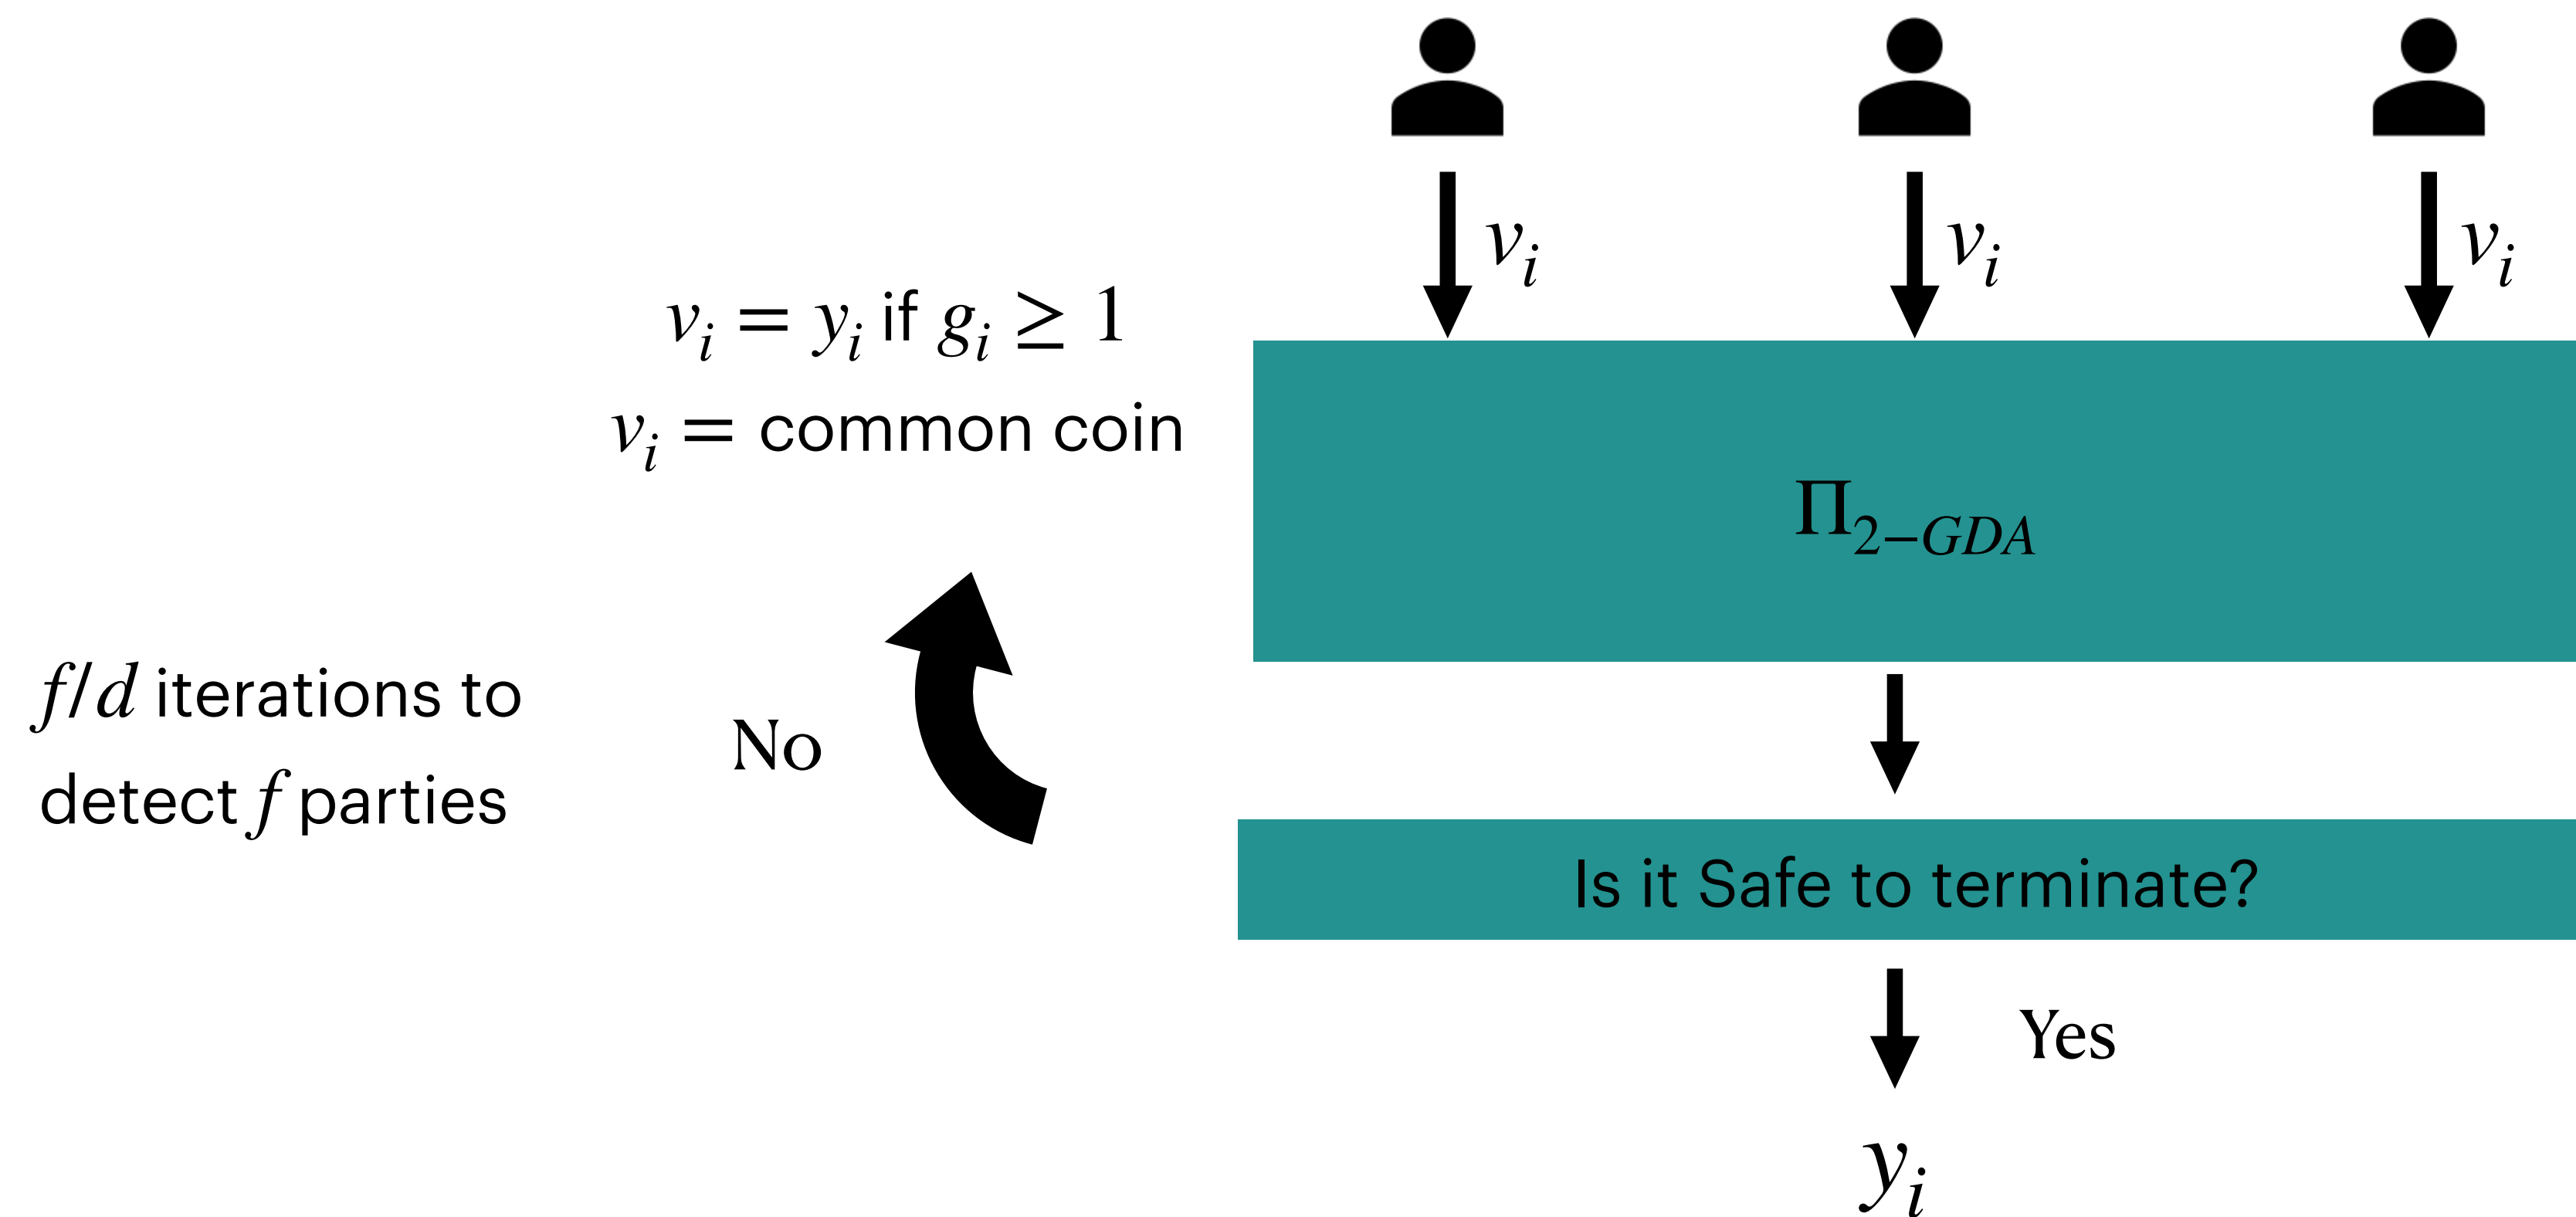 v_i
v_i
v_i
v_i = y_i if g_i ≥ 1
v_i = common coin
Π_{2−GDA}
f/d iterations to
detect f parties
No
Is it Safe to terminate?
Yes
y_i